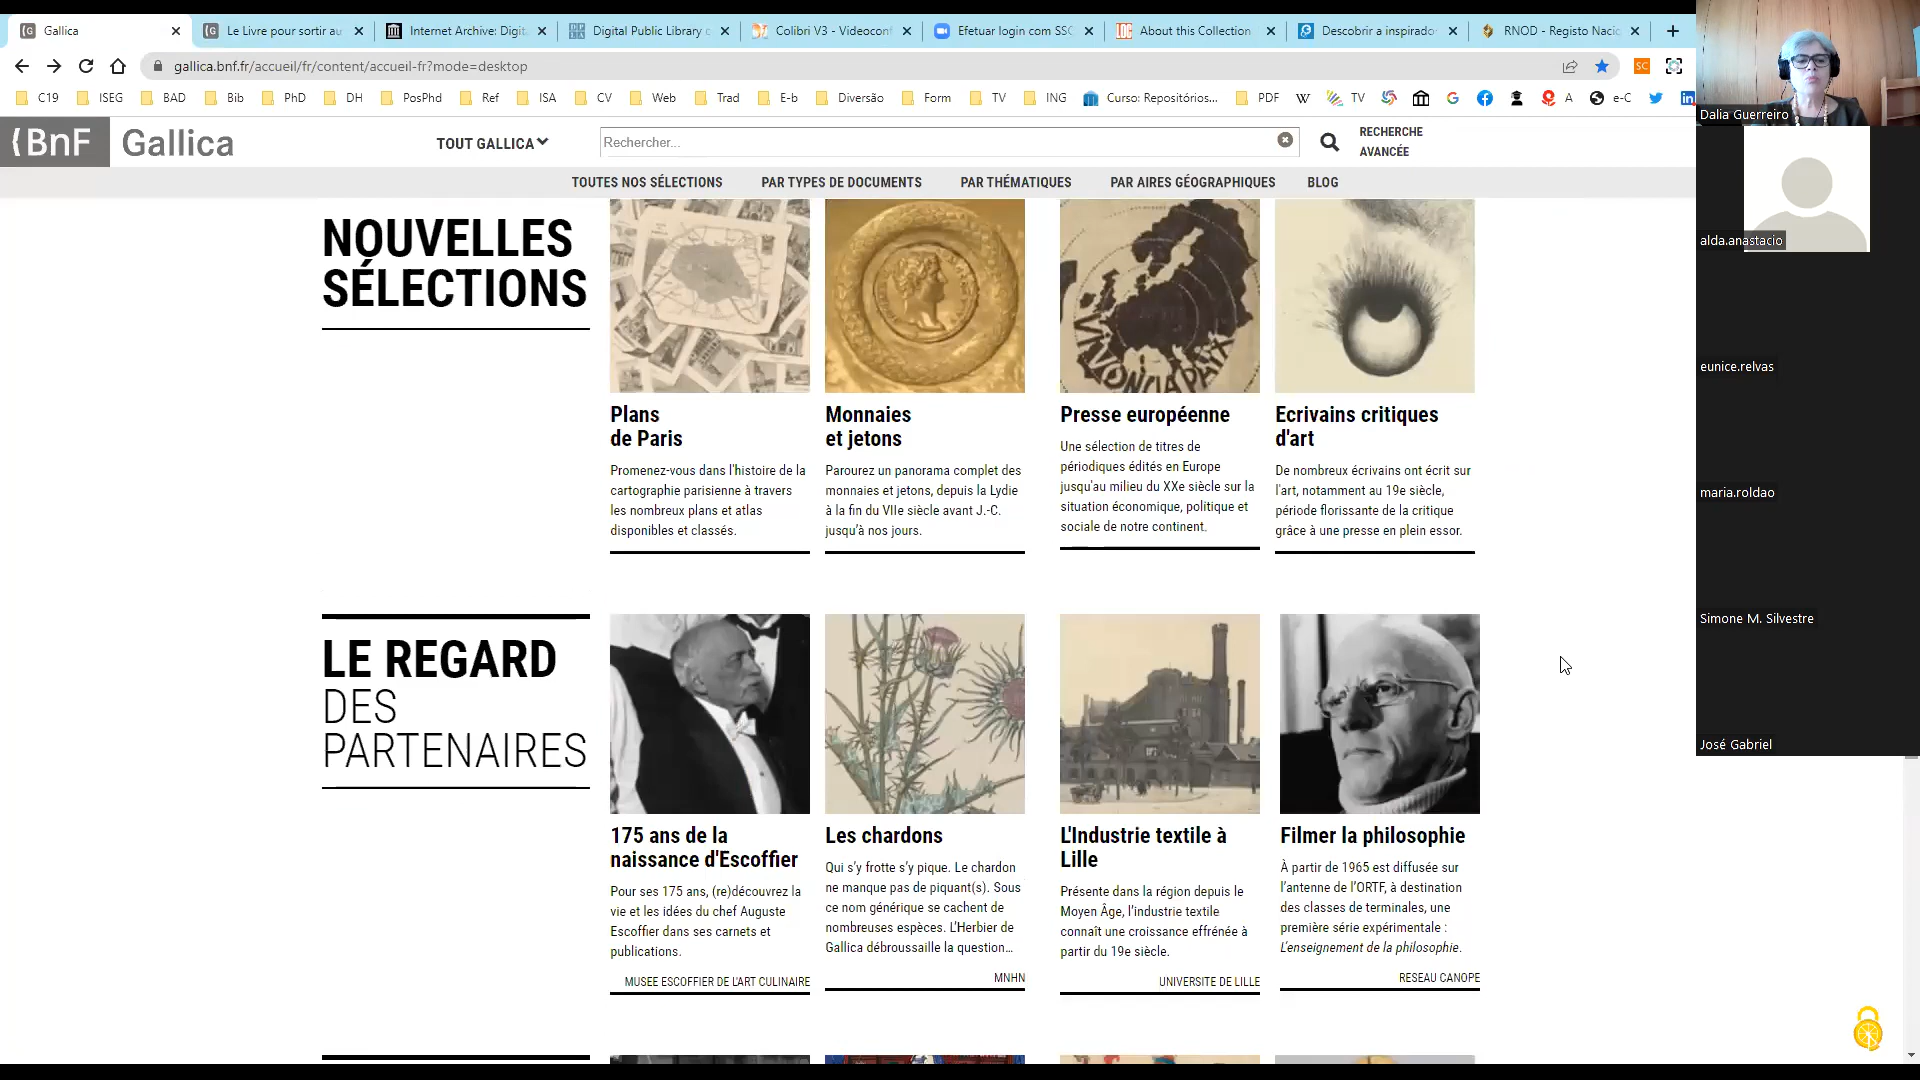 Gallica
Le Livre pour sortir au
Internet Archive: Digit
Digital Public Library o
Colibri V3 - Videoconf
Efetuar login com SSO
About this Collection
Descobrir a inspirador
RNOD - Registo Nacio
gallica.bnf.fr/accueil/fr/content/accueil-fr?mode=desktop
SC
C19
ISEG
BAD
Bib
PhD
DH
PosPhd
Ref
ISA
CV
Web
Trad
E-b
Diversão
Form
TV
ING
Curso: Repositórios...
PDF
W
TV
A
e-C
BnF
Gallica
TOUT GALLICA
Rechercher...
RECHERCHE
AVANCÉE
TOUTES NOS SÉLECTIONS
PAR TYPES DE DOCUMENTS
PAR THÉMATIQUES
PAR AIRES GÉOGRAPHIQUES
BLOG
NOUVELLES
SÉLECTIONS
Plans
de Paris
Promenez-vous dans l'histoire de la
cartographie parisienne à travers
les nombreux plans et atlas
disponibles et classés.
Monnaies
et jetons
Parourez un panorama complet des
monnaies et jetons, depuis la Lydie
à la fin du VIIe siècle avant J.-C.
jusqu'à nos jours.
Presse européenne
Une sélection de titres de
périodiques édités en Europe
jusqu'au milieu du XXe siècle sur la
situation économique, politique et
sociale de notre continent.
Ecrivains critiques
d'art
De nombreux écrivains ont écrit sur
l'art, notamment au 19e siècle,
période florissante de la critique
grâce à une presse en plein essor.
LE REGARD
DES
PARTENAIRES
175 ans de la
naissance d'Escoffier
Pour ses 175 ans, (re)découvrez la
vie et les idées du chef Auguste
Escoffier dans ses carnets et
publications.
MUSEE ESCOFFIER DE L'ART CULINAIRE
Les chardons
Qui s'y frotte s'y pique. Le chardon
ne manque pas de piquant(s). Sous
ce nom générique se cachent de
nombreuses espèces. L'Herbier de
Gallica débroussaille la question...
MNHN
L'Industrie textile à
Lille
Présente dans la région depuis le
Moyen Âge, l'industrie textile
connaît une croissance effrénée à
partir du 19e siècle.
UNIVERSITE DE LILLE
Filmer la philosophie
À partir de 1965 est diffusée sur
l'antenne de l'ORTF, à destination
des classes de terminales, une
première série expérimentale :
L'enseignement de la philosophie.
RESEAU CANOPE
Dalia Guerreiro
alda.anastacio
eunice.relvas
maria.roldao
Simone M. Silvestre
José Gabriel